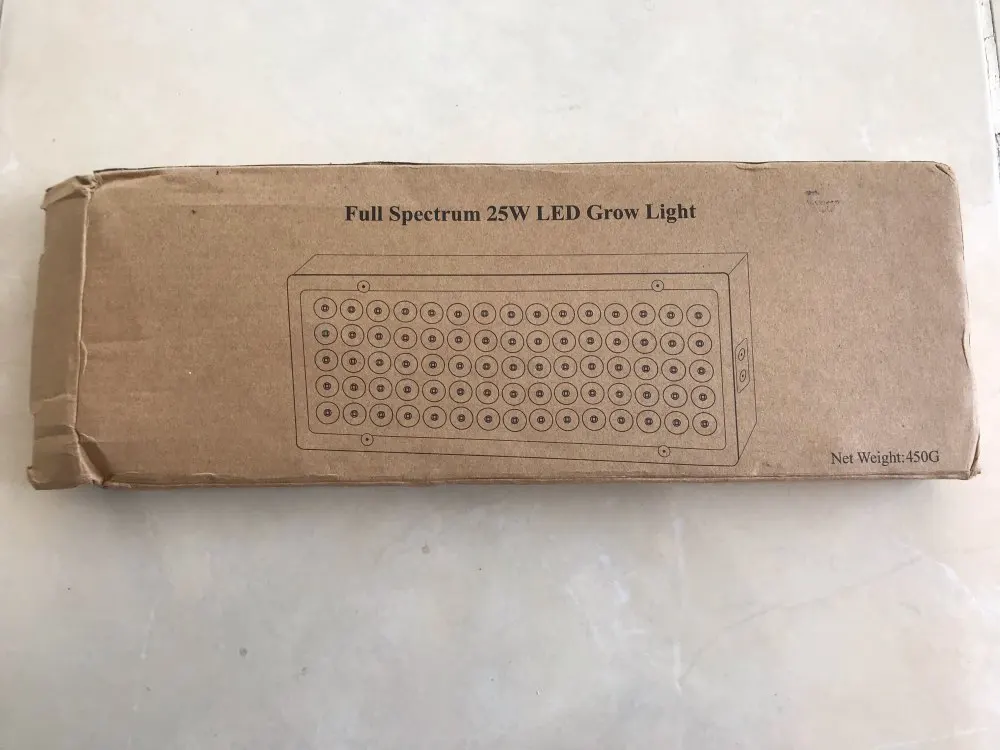 Full Spectrum 25W LED Grow Light
Net Weight:450G